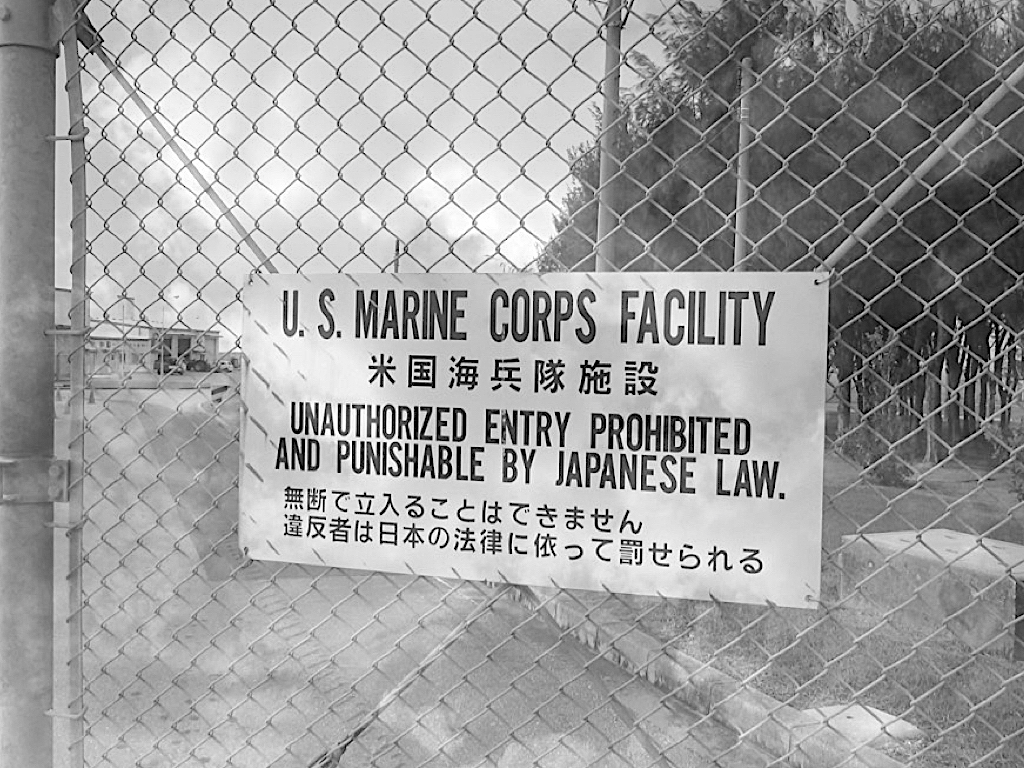 U. S. MARINE CORPS FACILITY
米国海兵隊施設
UNAUTHORIZED ENTRY PROHIBITED
AND PUNISHABLE BY JAPANESE LAW.
無断で立入ることはできません
違反者は日本の法律に依って罰せられる